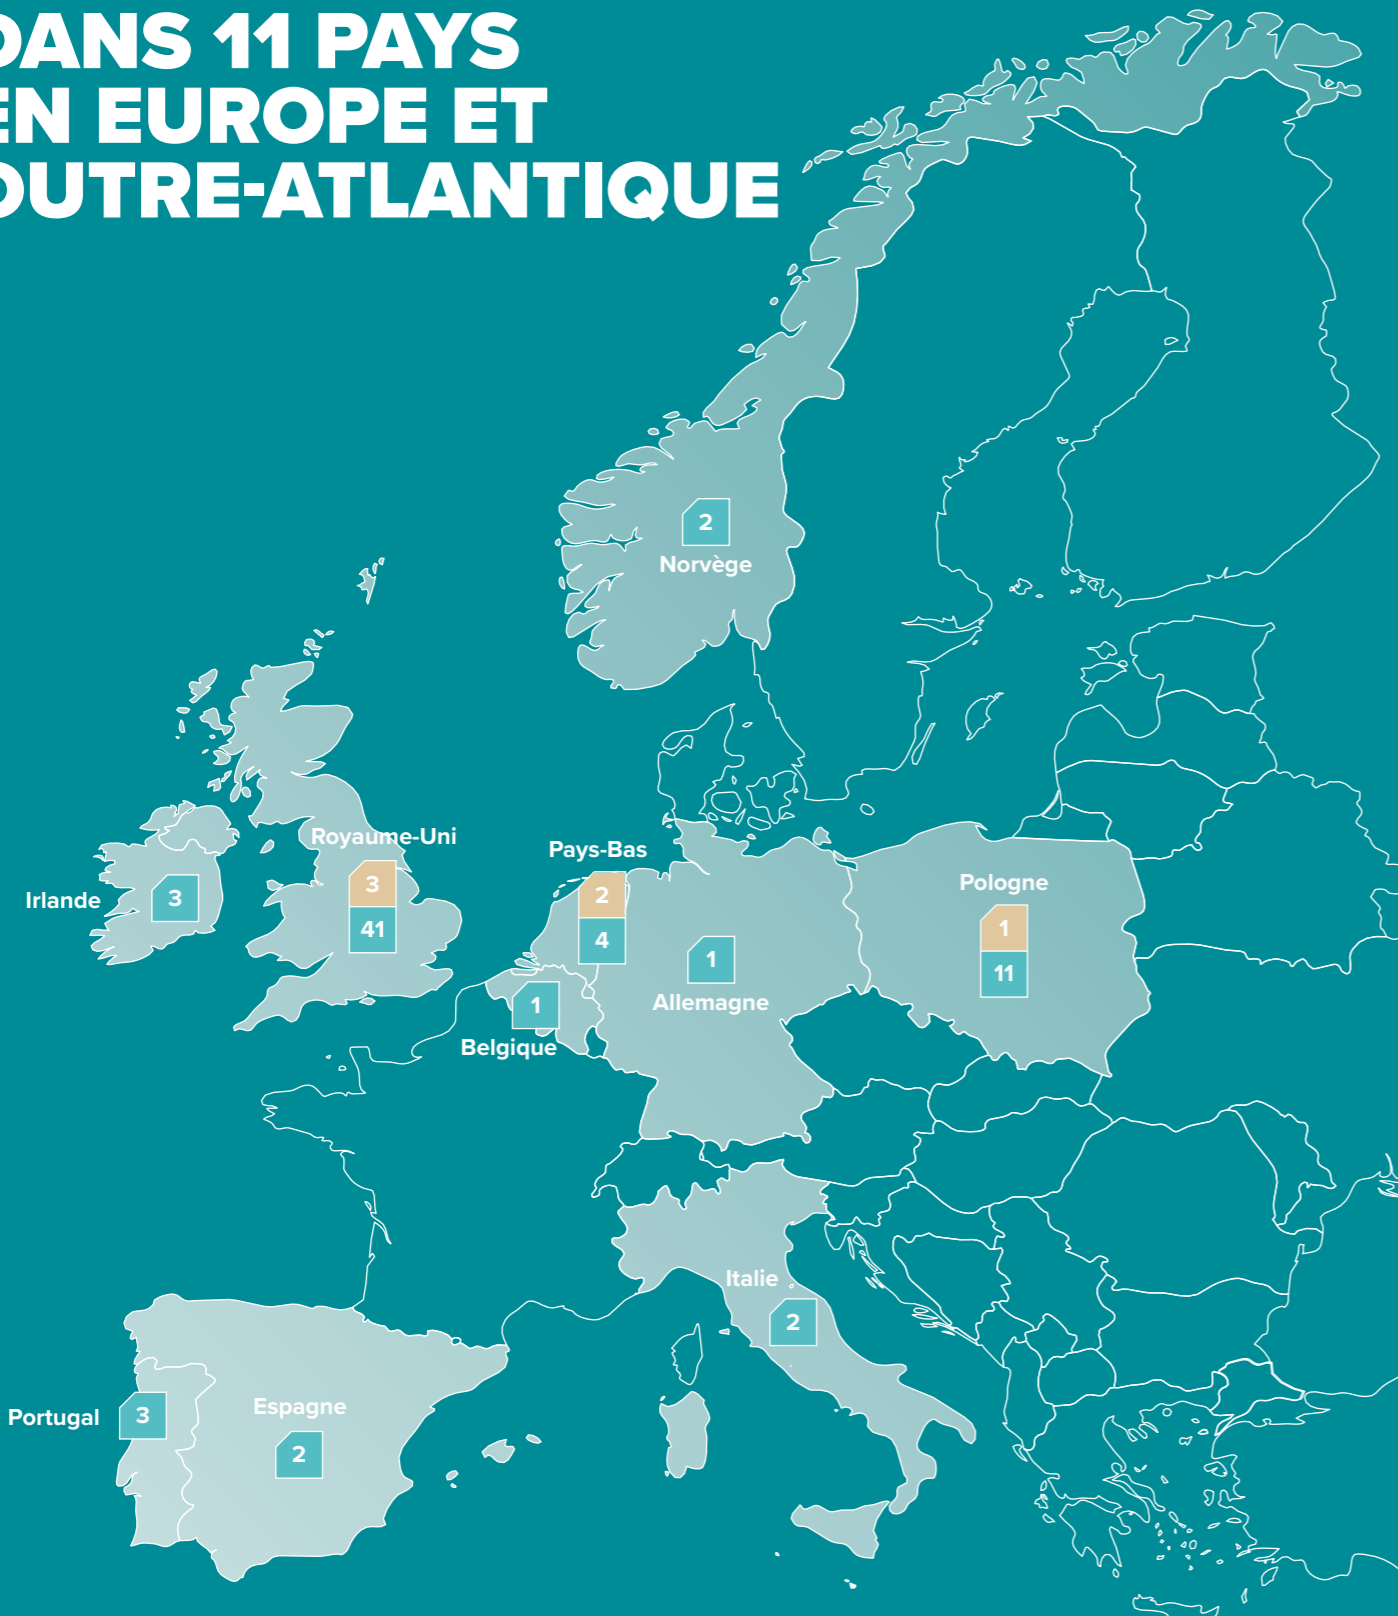 DANS 11 PAYS
EN EUROPE ET
OUTRE-ATLANTIQUE
2
Norvège
Royaume-Uni
3
41
Irlande
3
Pays-Bas
2
4
1
Allemagne
Pologne
1
11
1
Belgique
Italie
2
Portugal
3
Espagne
2